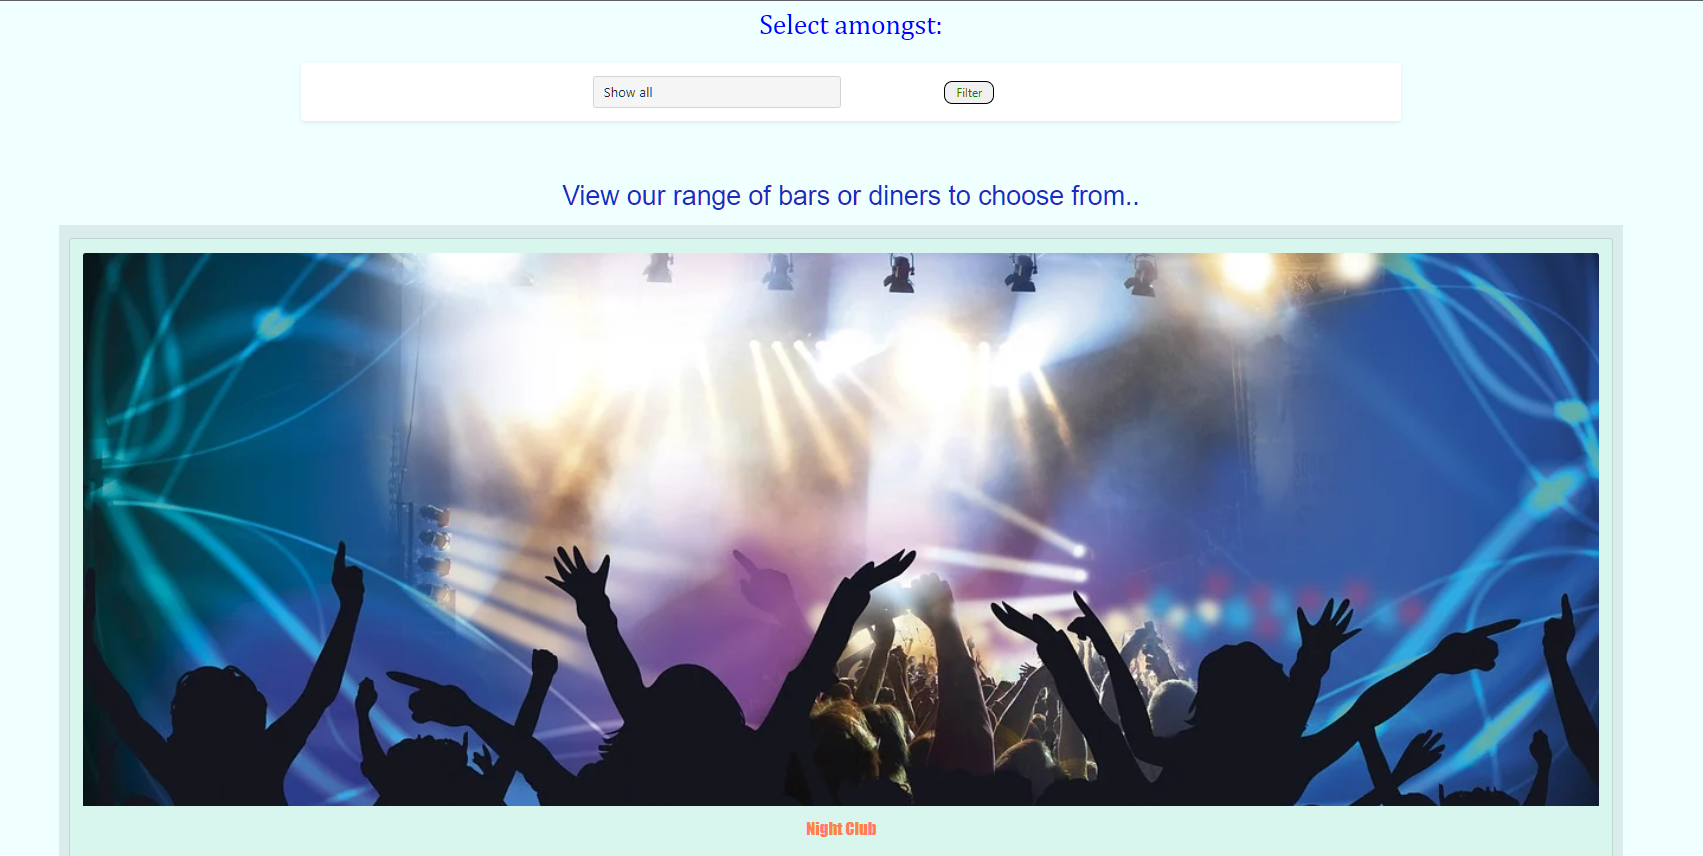 Select amongst:
Show all
Filter
View our range of bars or diners to choose from..
Night Club